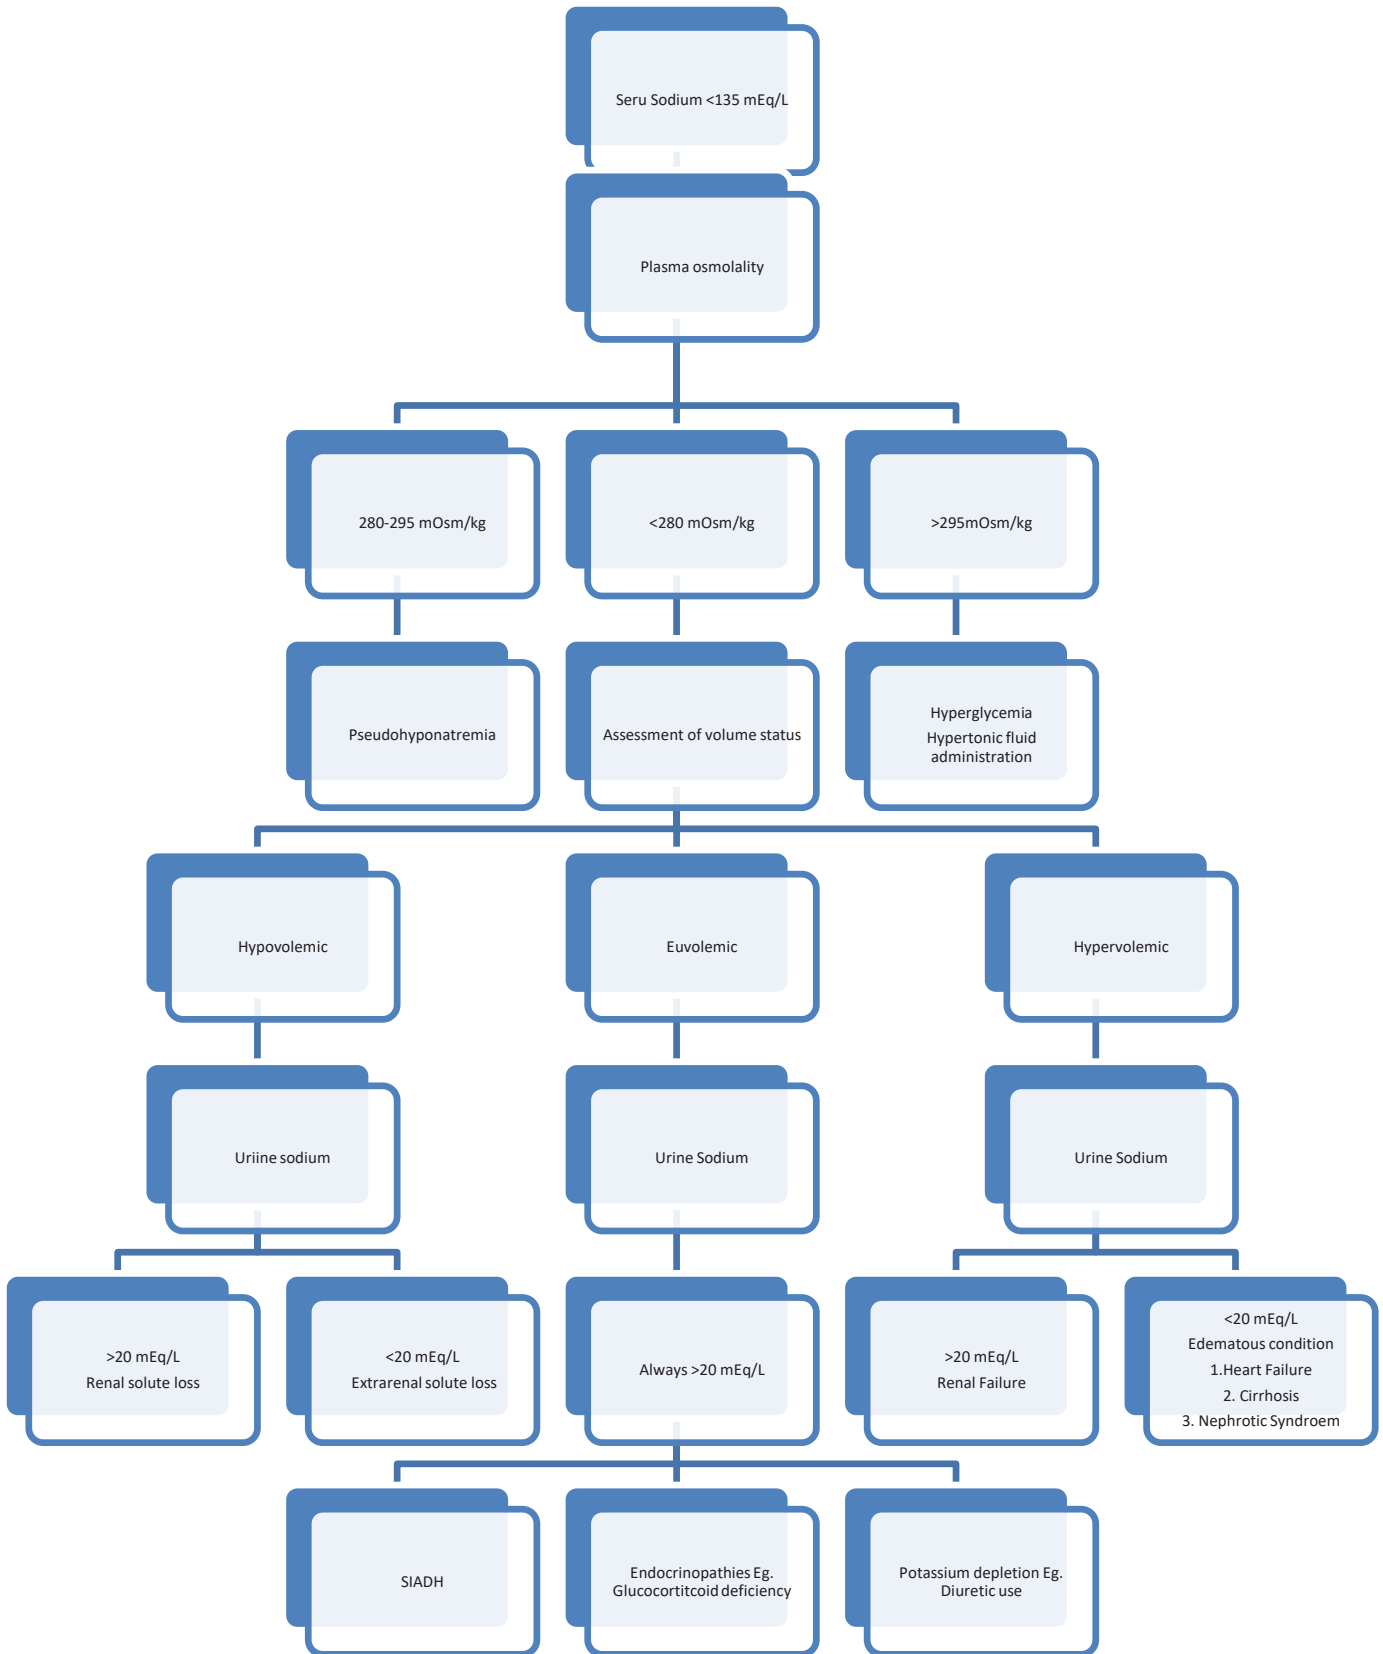 Seru Sodium <135 mEq/L
Plasma osmolality
280-295 mOsm/kg
<280 mOsm/kg
>295mOsm/kg
Pseudohyponatremia
Assessment of volume status
Hyperglycemia
Hypertonic fluid
administration
Hypovolemic
Euvolemic
Hypervolemic
Uriine sodium
Urine Sodium
Urine Sodium
>20 mEq/L
Renal solute loss
<20 mEq/L
Extrarenal solute loss
Always >20 mEq/L
>20 mEq/L
Renal Failure
<20 mEq/L
Edematous condition
1.Heart Failure
2. Cirrhosis
3. Nephrotic Syndroem
SIADH
Endocrinopathies Eg.
Glucocortitcoid deficiency
Potassium depletion Eg.
Diuretic use